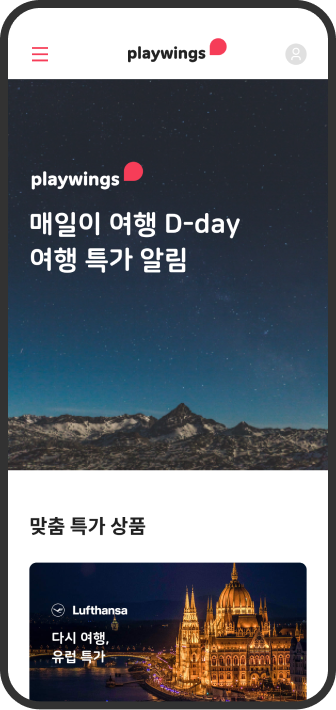 playwings
playwings
매일이 여행 D-day
여행 특가 알림
맞춤 특가 상품
Lufthansa
다시 여행,
유럽 특가